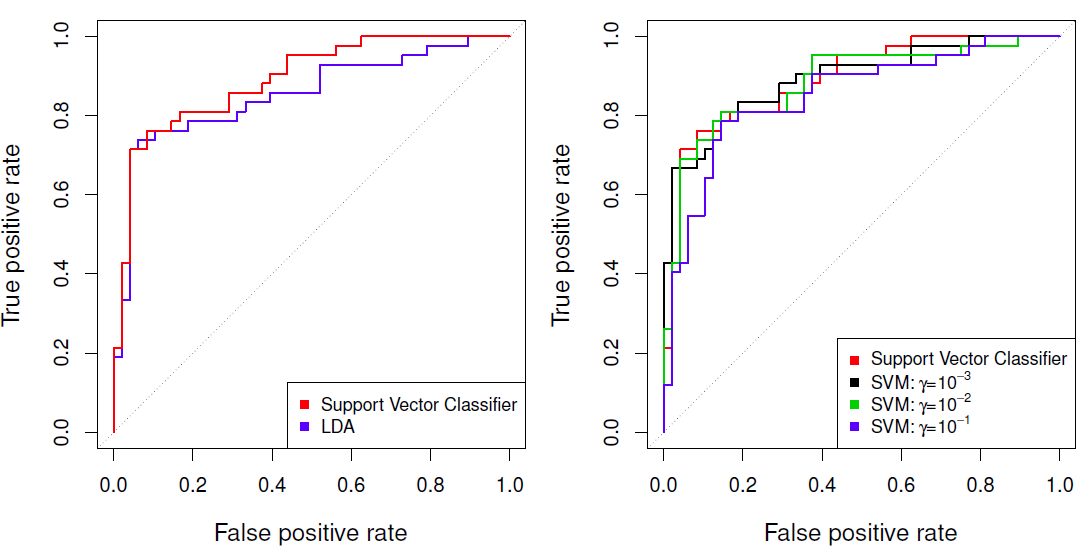 True positive rate
1.0
0.8
0.6
0.4
0.2
0.0
Support Vector Classifier
LDA
0.0 0.2 0.4 0.6 0.8 1.0
False positive rate
True positive rate
1.0
0.8
0.6
0.4
0.2
0.0
Support Vector Classifier
SVM: γ=10⁻³
SVM: γ=10⁻²
SVM: γ=10⁻¹
0.0 0.2 0.4 0.6 0.8 1.0
False positive rate